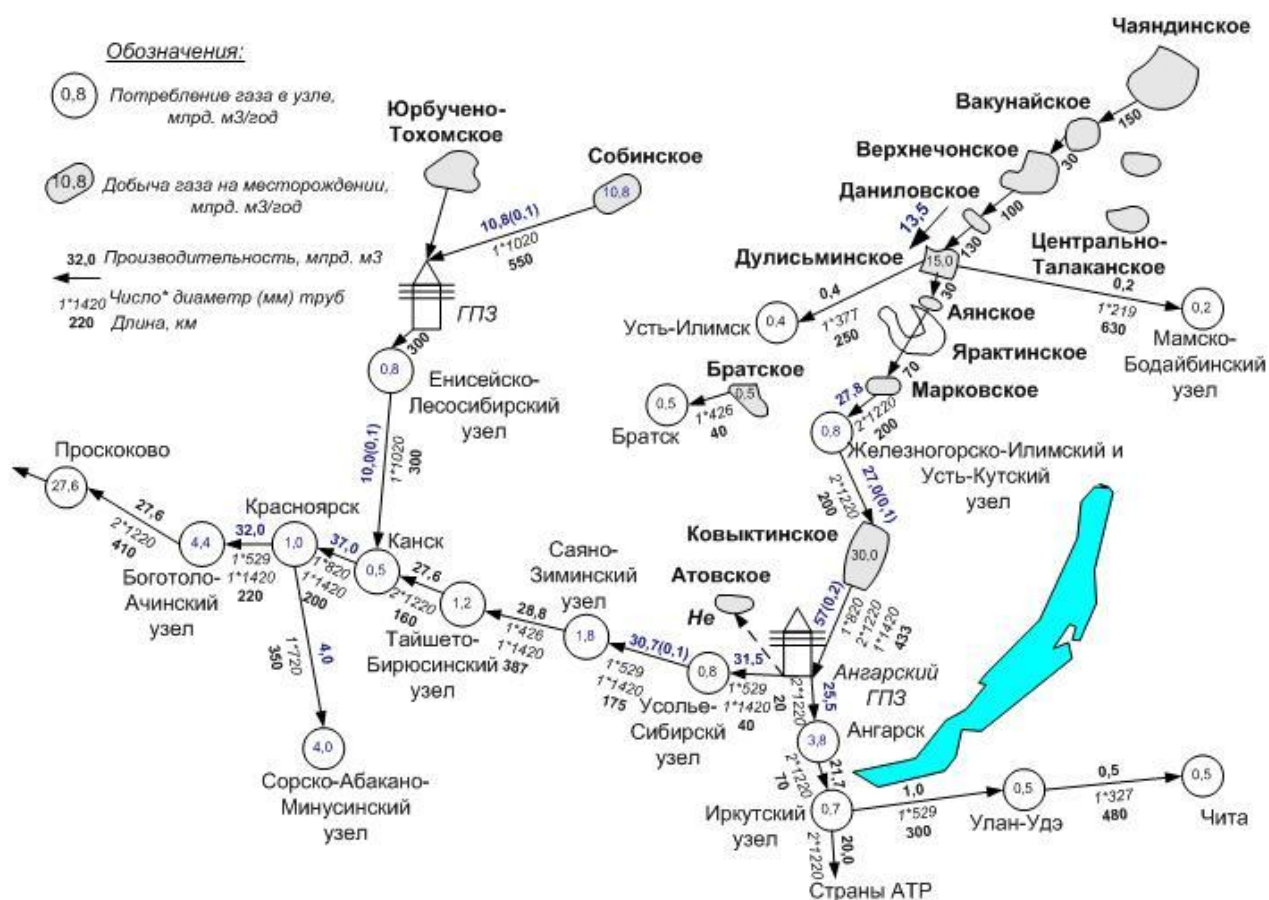 Обозначения:
0,8
Потребление газа в узле,
млрд. м3/год
10,8
Добыча газа на месторождении,
млрд. м3/год
32,0
Производительность, млрд. м3
1*1420
Число* диаметр (мм) труб
220
Длина, км
Юрбучено-
Тохомское
Собинское
10,8
10,8(0,1)
1*1020
550
ГПЗ
300
0,8
Енисейско-
Лесосибирский
узел
10,0(0,1)
1*1020
300
Чаяндинское
150
Вакунайское
30
Верхнечонское
100
Даниловское
13,5
130
Дулисьминское
15,0
Центрально-
Талаканское
0,4
1*377
250
Усть-Илимск
0,4
0,2
1*219
630
0,2
Мамско-
Бодайбинский
узел
30
Аянское
Ярактинское
70
Марковское
Братское
0,5
0,5
1*426
40
Братск
27,8
2*1220
200
0,8
Железногорско-Илимский и
Усть-Кутский
узел
27,0(0,1)
2*1220
200
Ковыктинское
30,0
57(0,2)
1*820
2*1220
1*1420
433
Атовское
Не
Ангарский
ГПЗ
Проскоково
27,6
27,6
2*1220
410
4,4
Боготоло-
Ачинский
узел
32,0
1*529
1*1420
220
Красноярск
1,0
37,0
1*820
1*1420
200
Канск
0,5
27,6
2*1220
160
1,2
Тайшето-
Бирюсинский
узел
28,8
1*426
1*1420
387
Саяно-
Зиминский
узел
1,8
30,7(0,1)
1*529
1*1420
175
0,8
Усолье-
Сибирскй
узел
31,5
1*529
1*1420
40
25,5
2*1220
20
3,8
Ангарск
21,7
2*1220
70
4,0
1*720
350
4,0
Сорско-Абакано-
Минусинский
узел
Иркутский
узел
0,7
1,0
1*529
300
0,5
Улан-Удэ
0,5
1*327
480
0,5
Чита
20,0
2*1220
Страны АТР